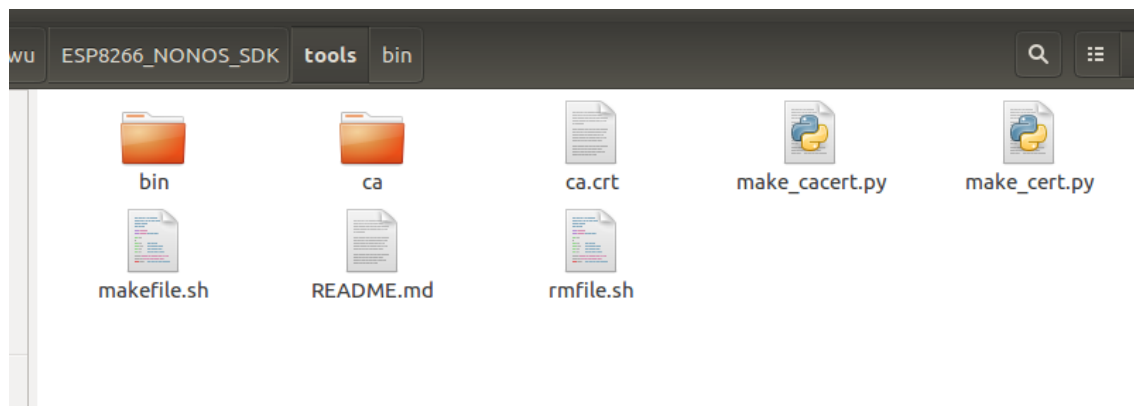 wu ESP8266_NONOS_SDK tools bin
bin ca ca.crt make_cacert.py make_cert.py
makefile.sh README.md rmfile.sh